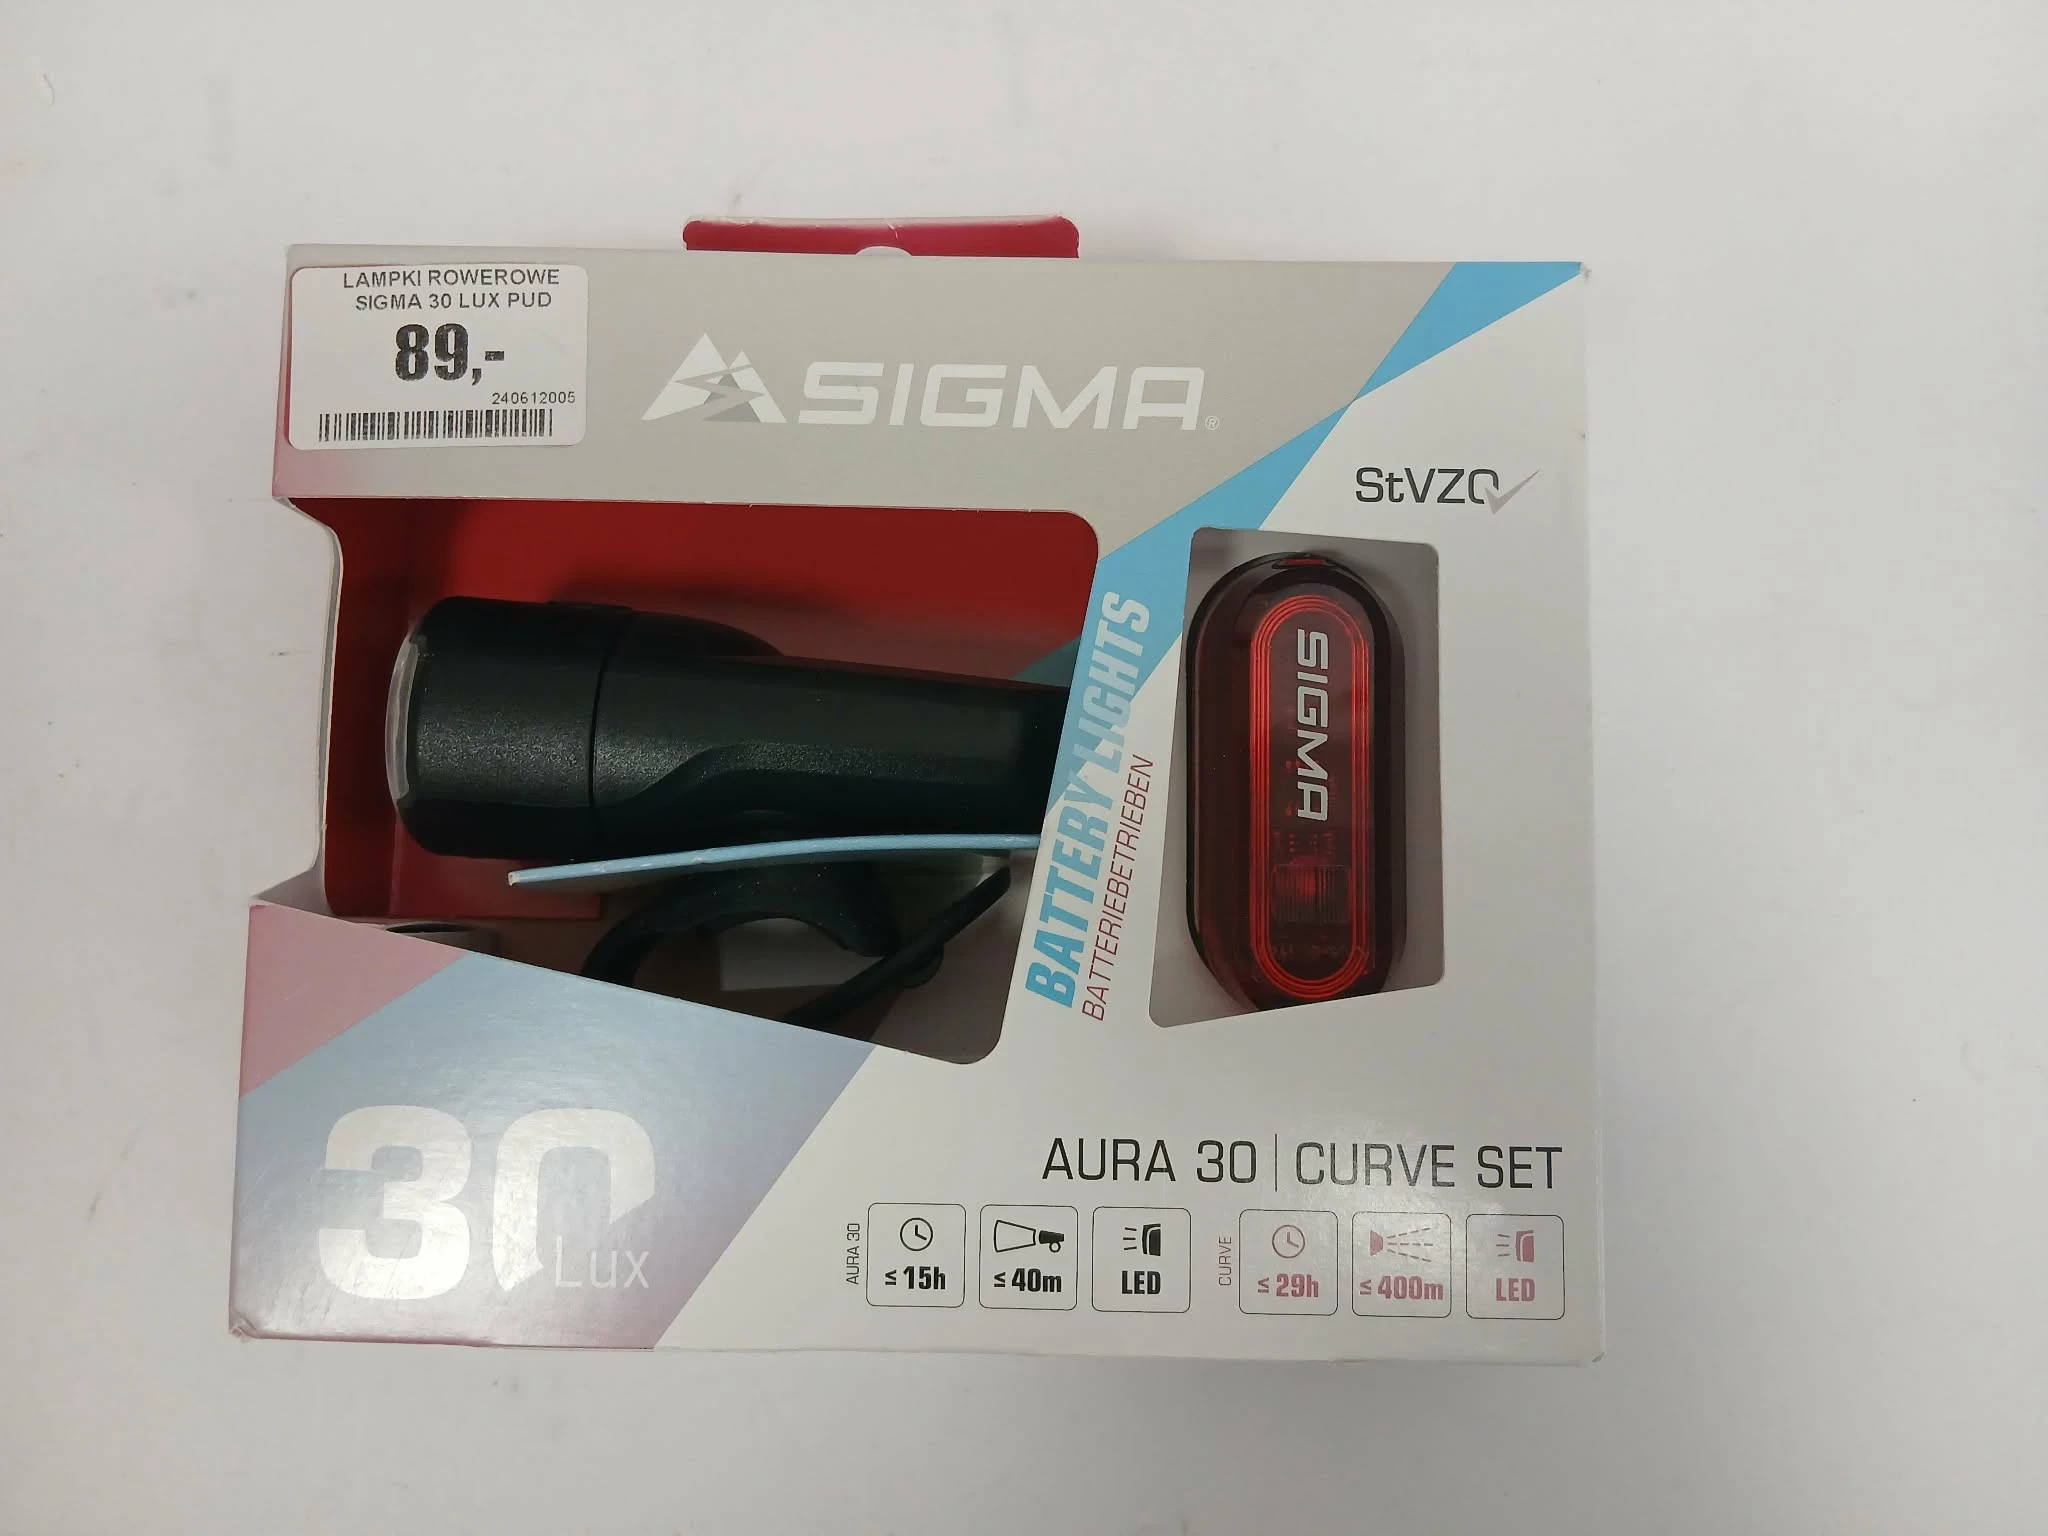 LAMPKI ROWEROWE
SIGMA 30 LUX PUD
89,-
240612005
SIGMA®
StVZO
SIGMA
BATTERY LIGHTS
BATTERIEBETRIEBEN
30 Lux
AURA 30 | CURVE SET
AURA 30
≤ 15h
≤ 40m
LED
CURVE
≤ 29h
≤ 400m
LED